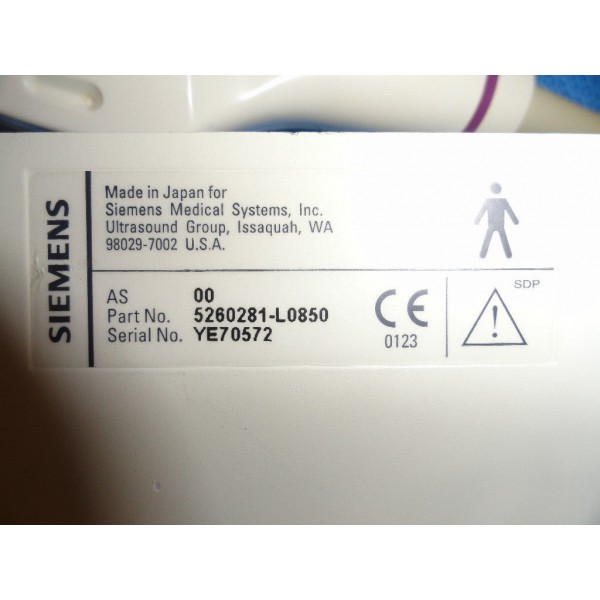 SIEMENS
Made in Japan for
Siemens Medical Systems, Inc.
Ultrasound Group, Issaquah, WA
98029-7002 U.S.A.
AS 00
Part No. 5260281-L0850
Serial No. YE70572
CE
0123
SDP
!